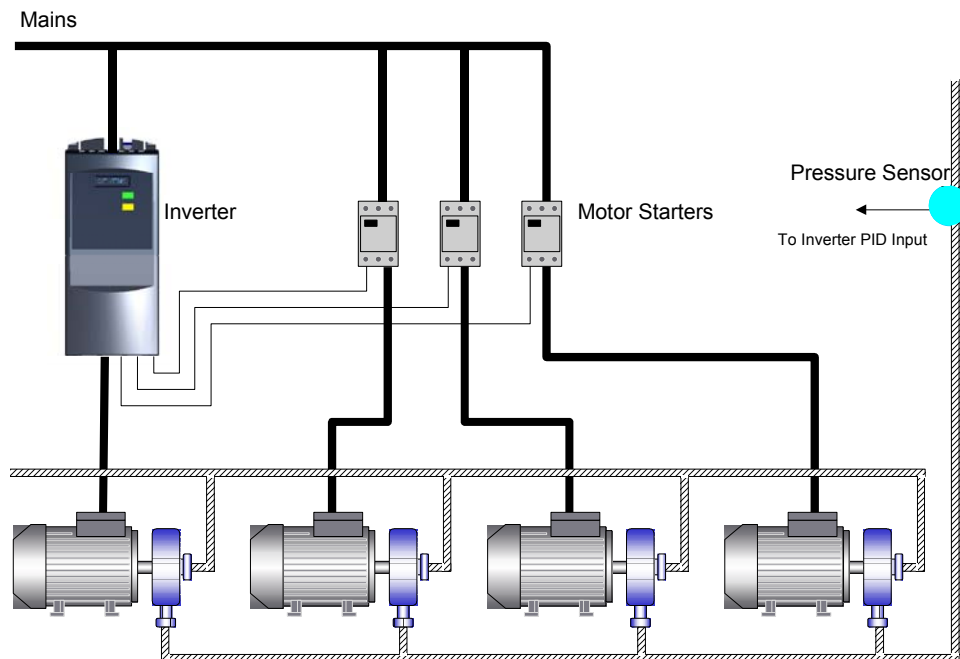 Mains
Pressure Sensor
Inverter
Motor Starters
To Inverter PID Input